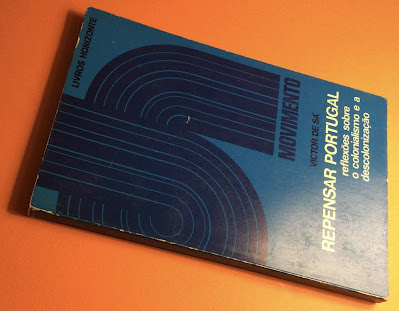 LIVROS HORIZONTE
MOVIMENTO
VICTOR DE SÁ
REPENSAR PORTUGAL
reflexões sobre
o colonialismo e a
descolonização